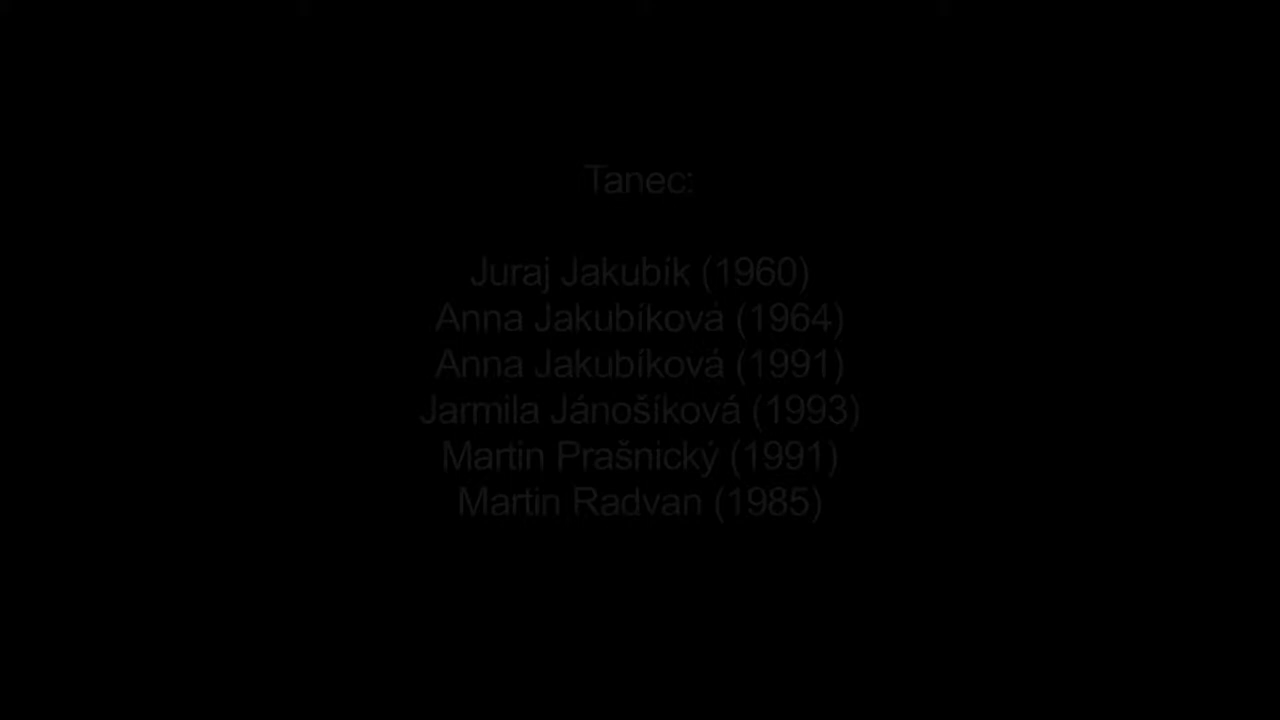 Tanec:
Juraj Jakubík (1960)
Anna Jakubíková (1964)
Anna Jakubíková (1991)
Jarmila Jánošíková (1993)
Martin Prašnický (1991)
Martin Radvan (1985)